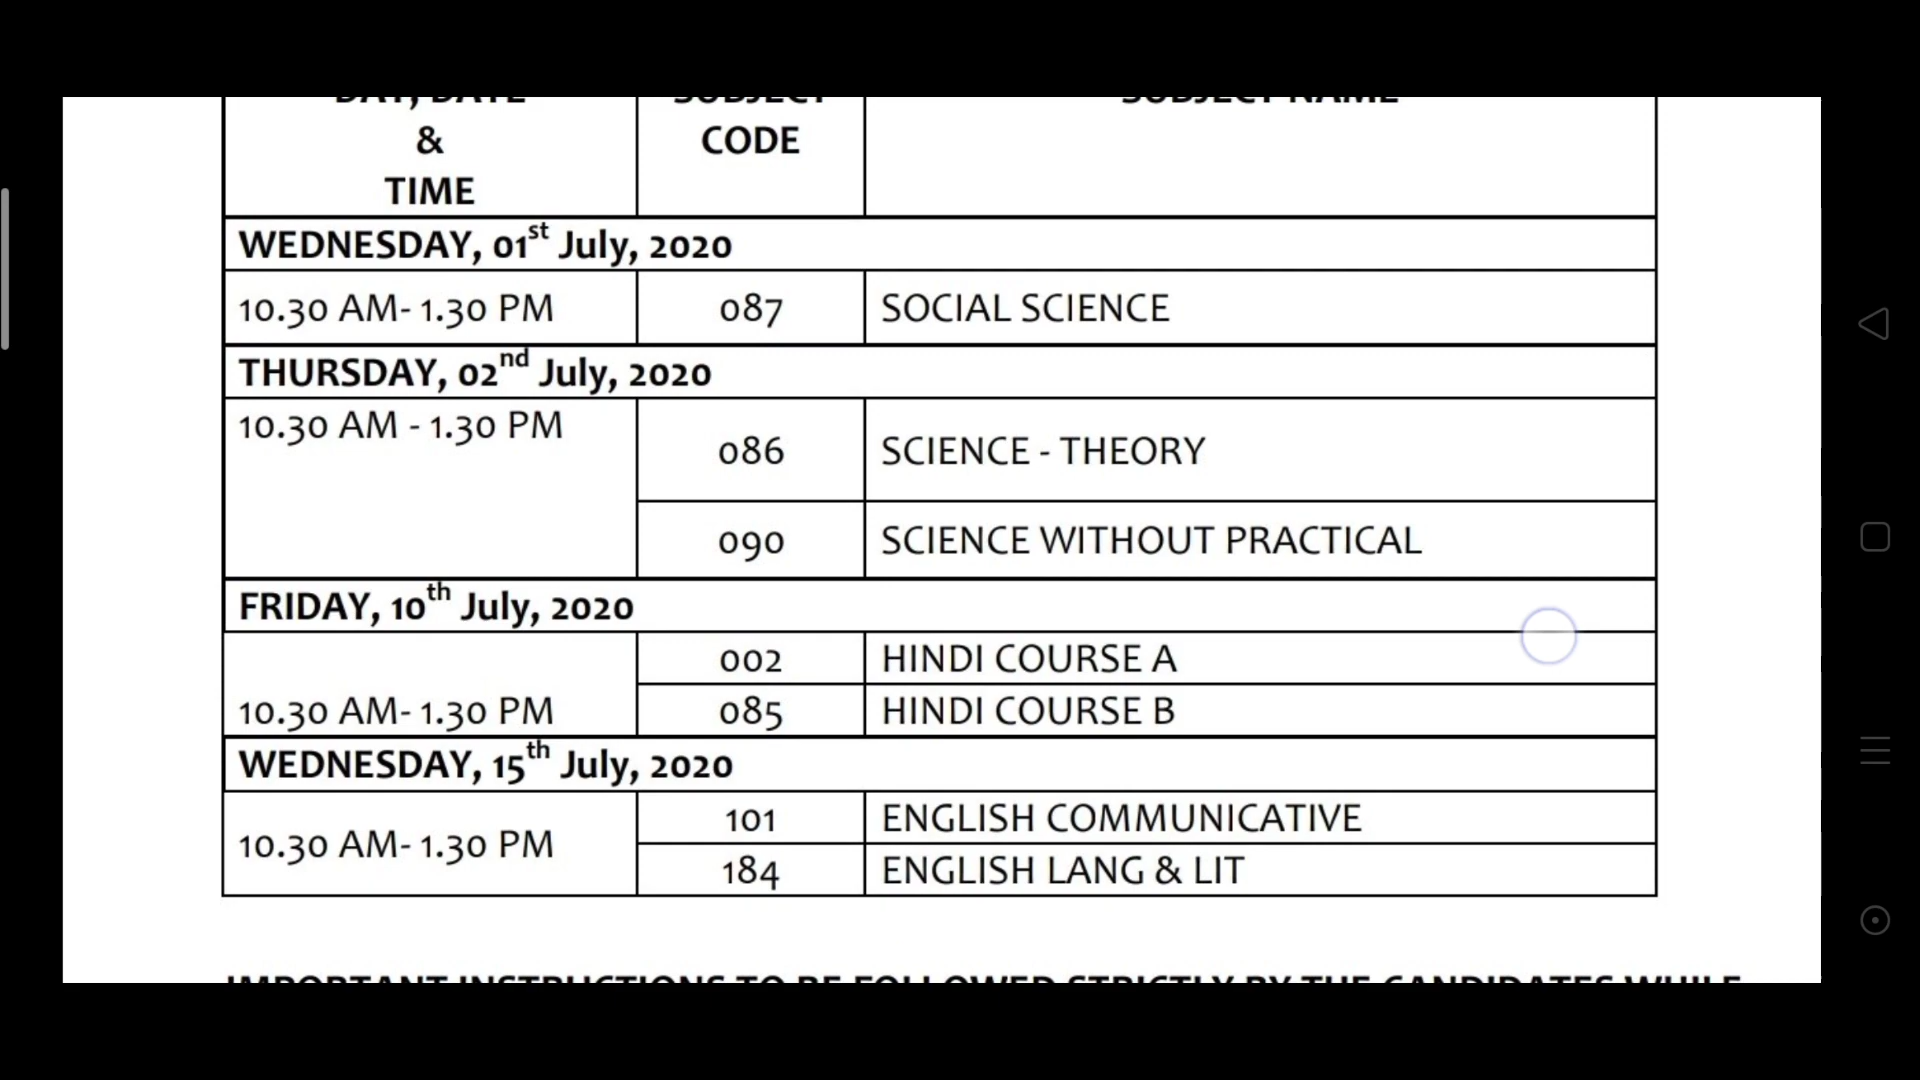 DAY, DATE
&
TIME
SUBJECT
CODE
SUBJECT NAME
WEDNESDAY, 01st July, 2020
10.30 AM- 1.30 PM 087 SOCIAL SCIENCE
THURSDAY, 02nd July, 2020
10.30 AM - 1.30 PM 086 SCIENCE - THEORY
090 SCIENCE WITHOUT PRACTICAL
FRIDAY, 10th July, 2020
002 HINDI COURSE A
10.30 AM- 1.30 PM 085 HINDI COURSE B
WEDNESDAY, 15th July, 2020
10.30 AM- 1.30 PM 101 ENGLISH COMMUNICATIVE
184 ENGLISH LANG & LIT
IMPORTANT INSTRUCTIONS TO BE FOLLOWED STRICTLY BY THE CANDIDATES WHILE